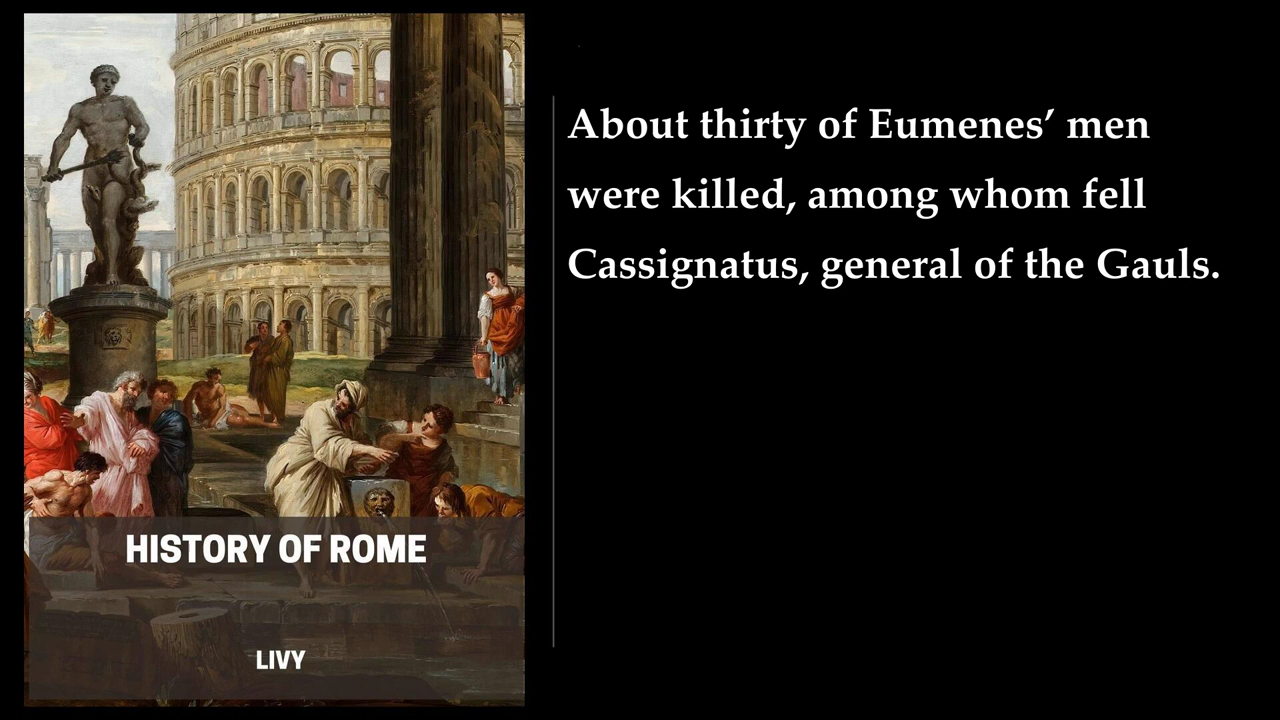 HISTORY OF ROME
LIVY
About thirty of Eumenes’ men
were killed, among whom fell
Cassignatus, general of the Gauls.